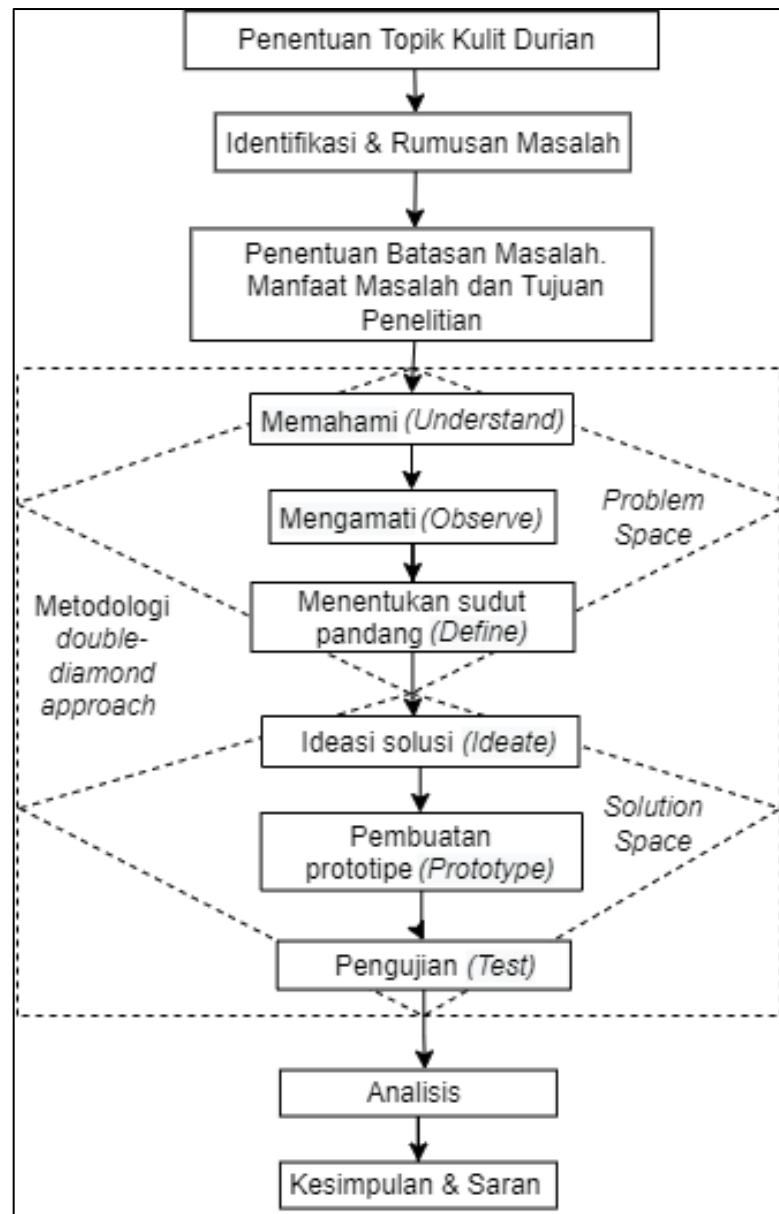 Penentuan Topik Kulit Durian
Identifikasi & Rumusan Masalah
Penentuan Batasan Masalah.
Manfaat Masalah dan Tujuan
Penelitian
Memahami (Understand)
Mengamati (Observe)
Problem
Space
Menentukan sudut
pandang (Define)
Metodologi
double-
diamond
approach
Ideasi solusi (Ideate)
Solution
Space
Pembuatan
prototipe (Prototype)
Pengujian (Test)
Analisis
Kesimpulan & Saran